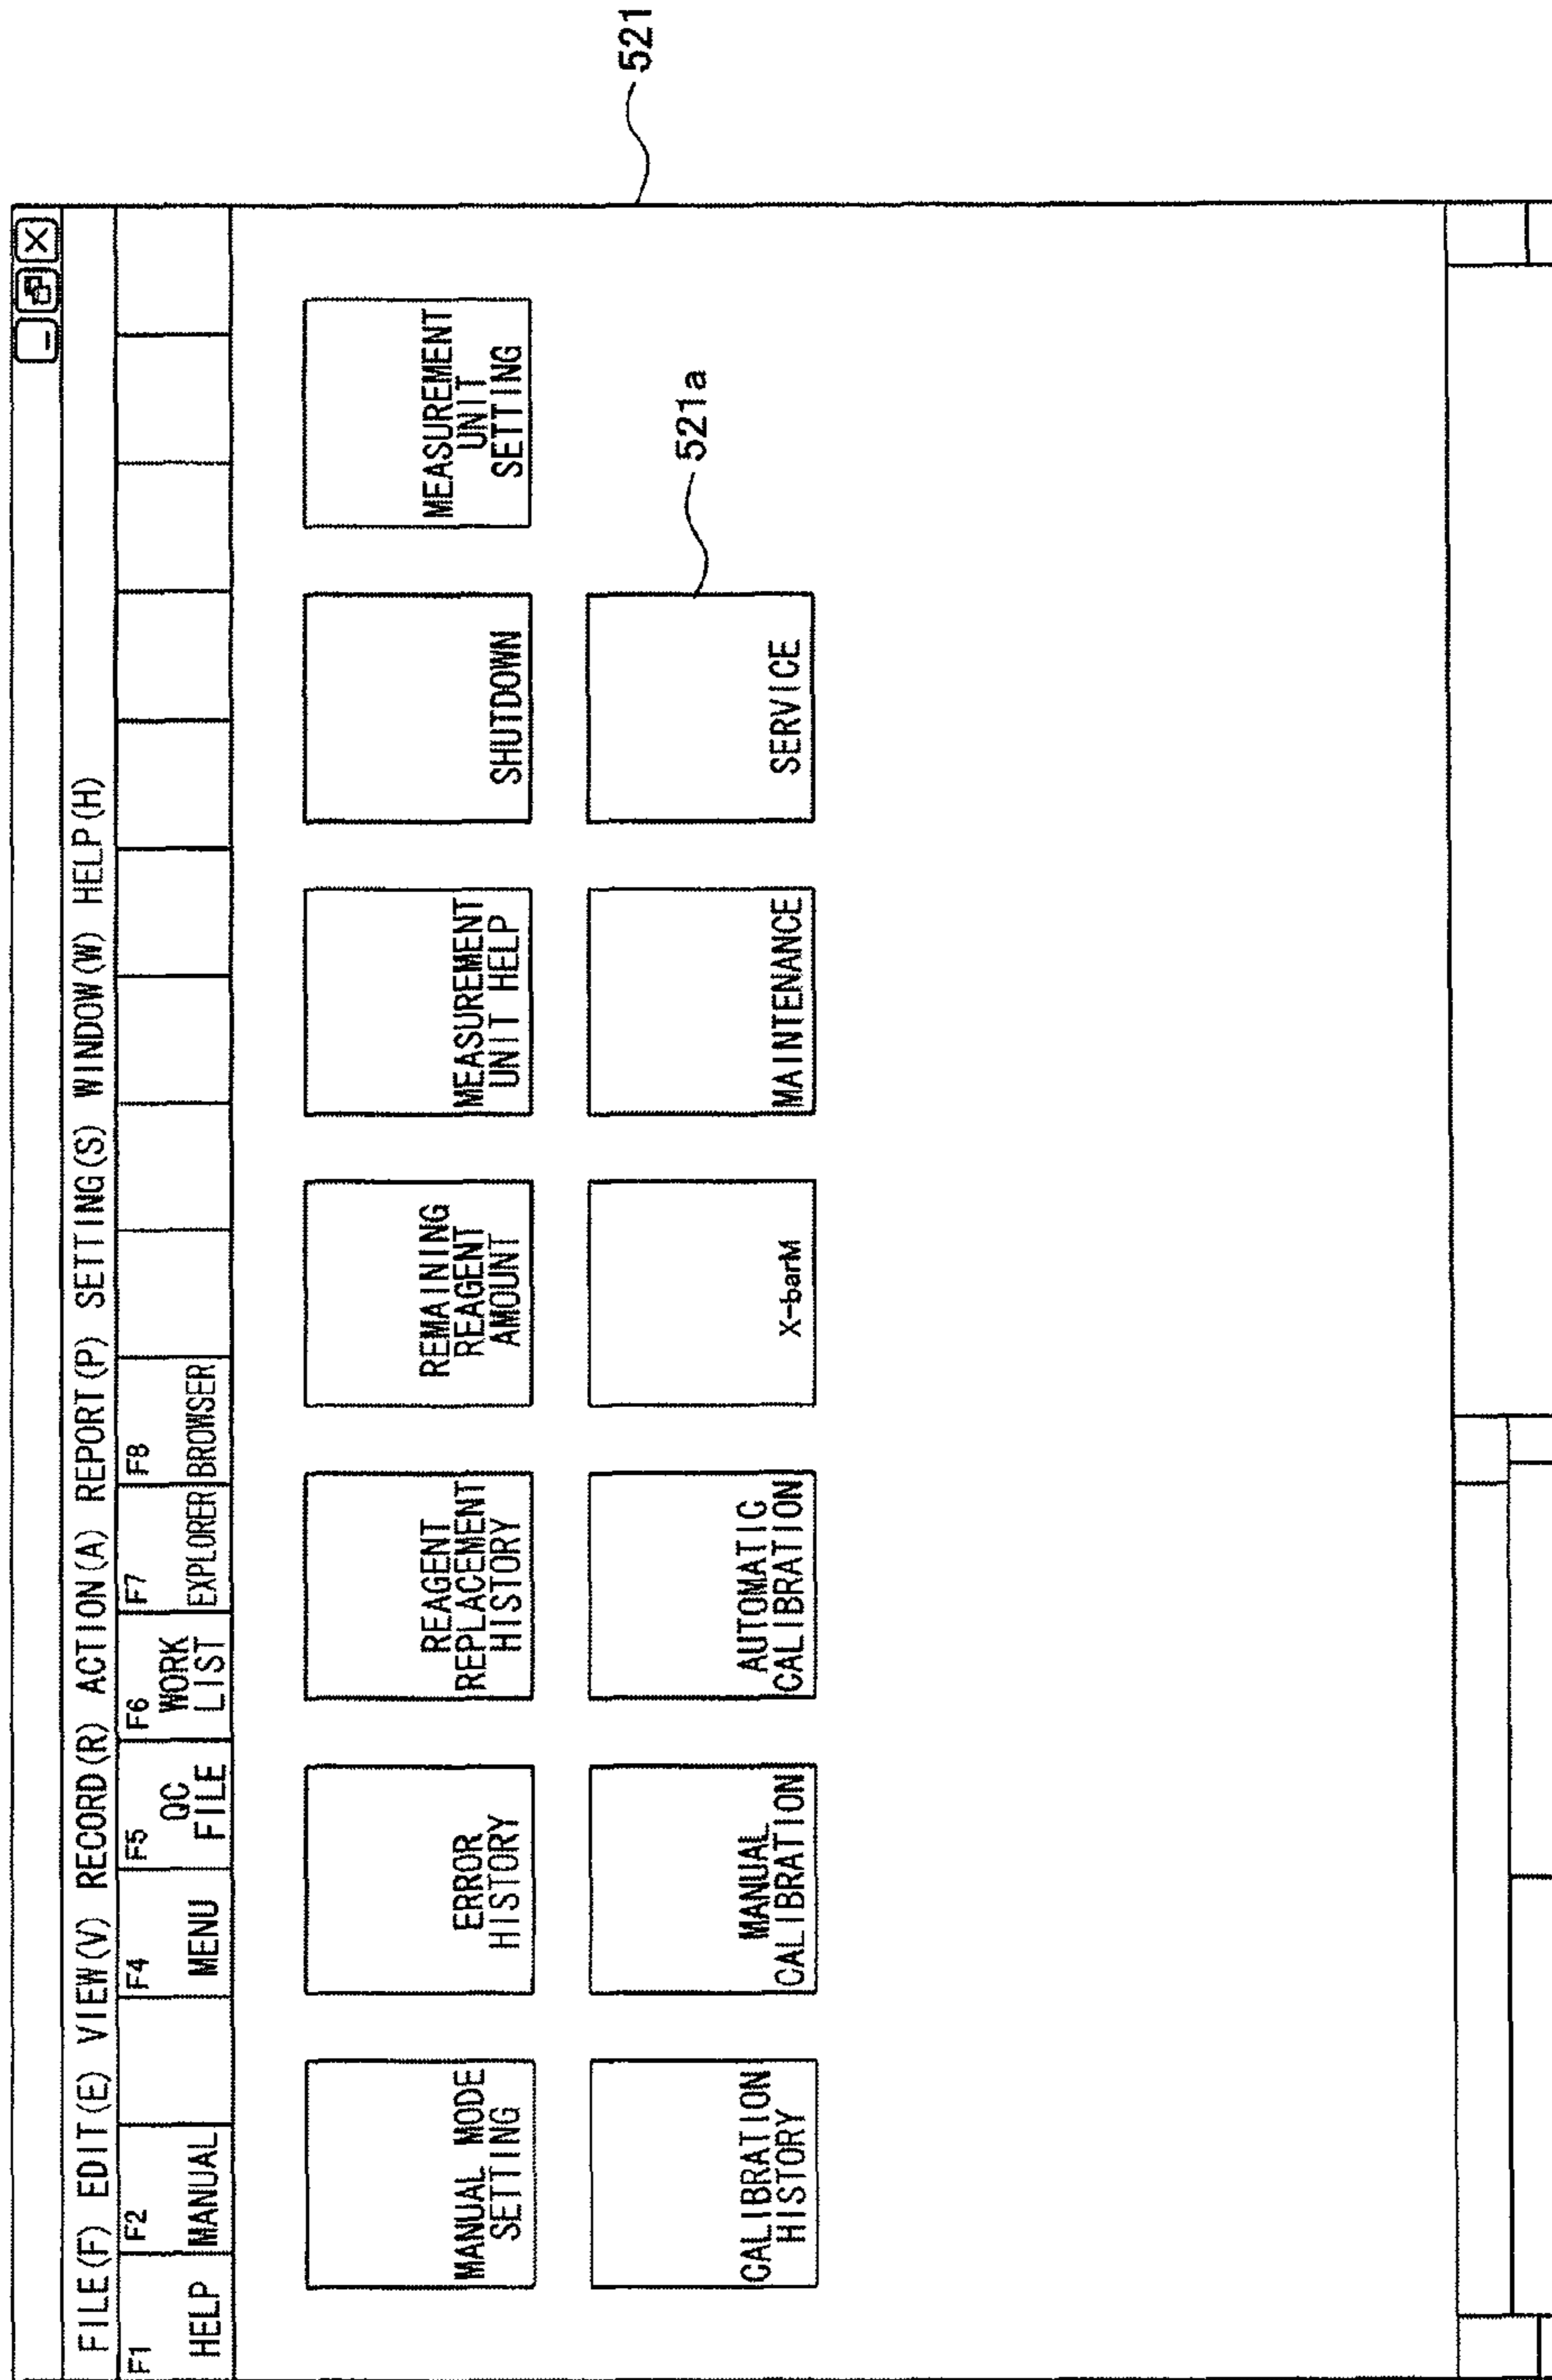 FILE(F) EDIT(E) VIEW(V) RECORD(R) ACTION(A) REPORT(P) SETTING(S) WINDOW(W) HELP(H)
F1 F2 F4 F5 F6 F7 F8
HELP MANUAL MENU QC FILE WORK LIST EXPLORER BROWSER
MANUAL MODE
SETTING
ERROR
HISTORY
REAGENT
REPLACEMENT
HISTORY
REMAINING
REAGENT
AMOUNT
MEASUREMENT
UNIT HELP
SHUTDOWN
MEASUREMENT
UNIT
SETTING
521
CALIBRATION
HISTORY
MANUAL
CALIBRATION
AUTOMATIC
CALIBRATION
X-barM
MAINTENANCE
SERVICE
521a